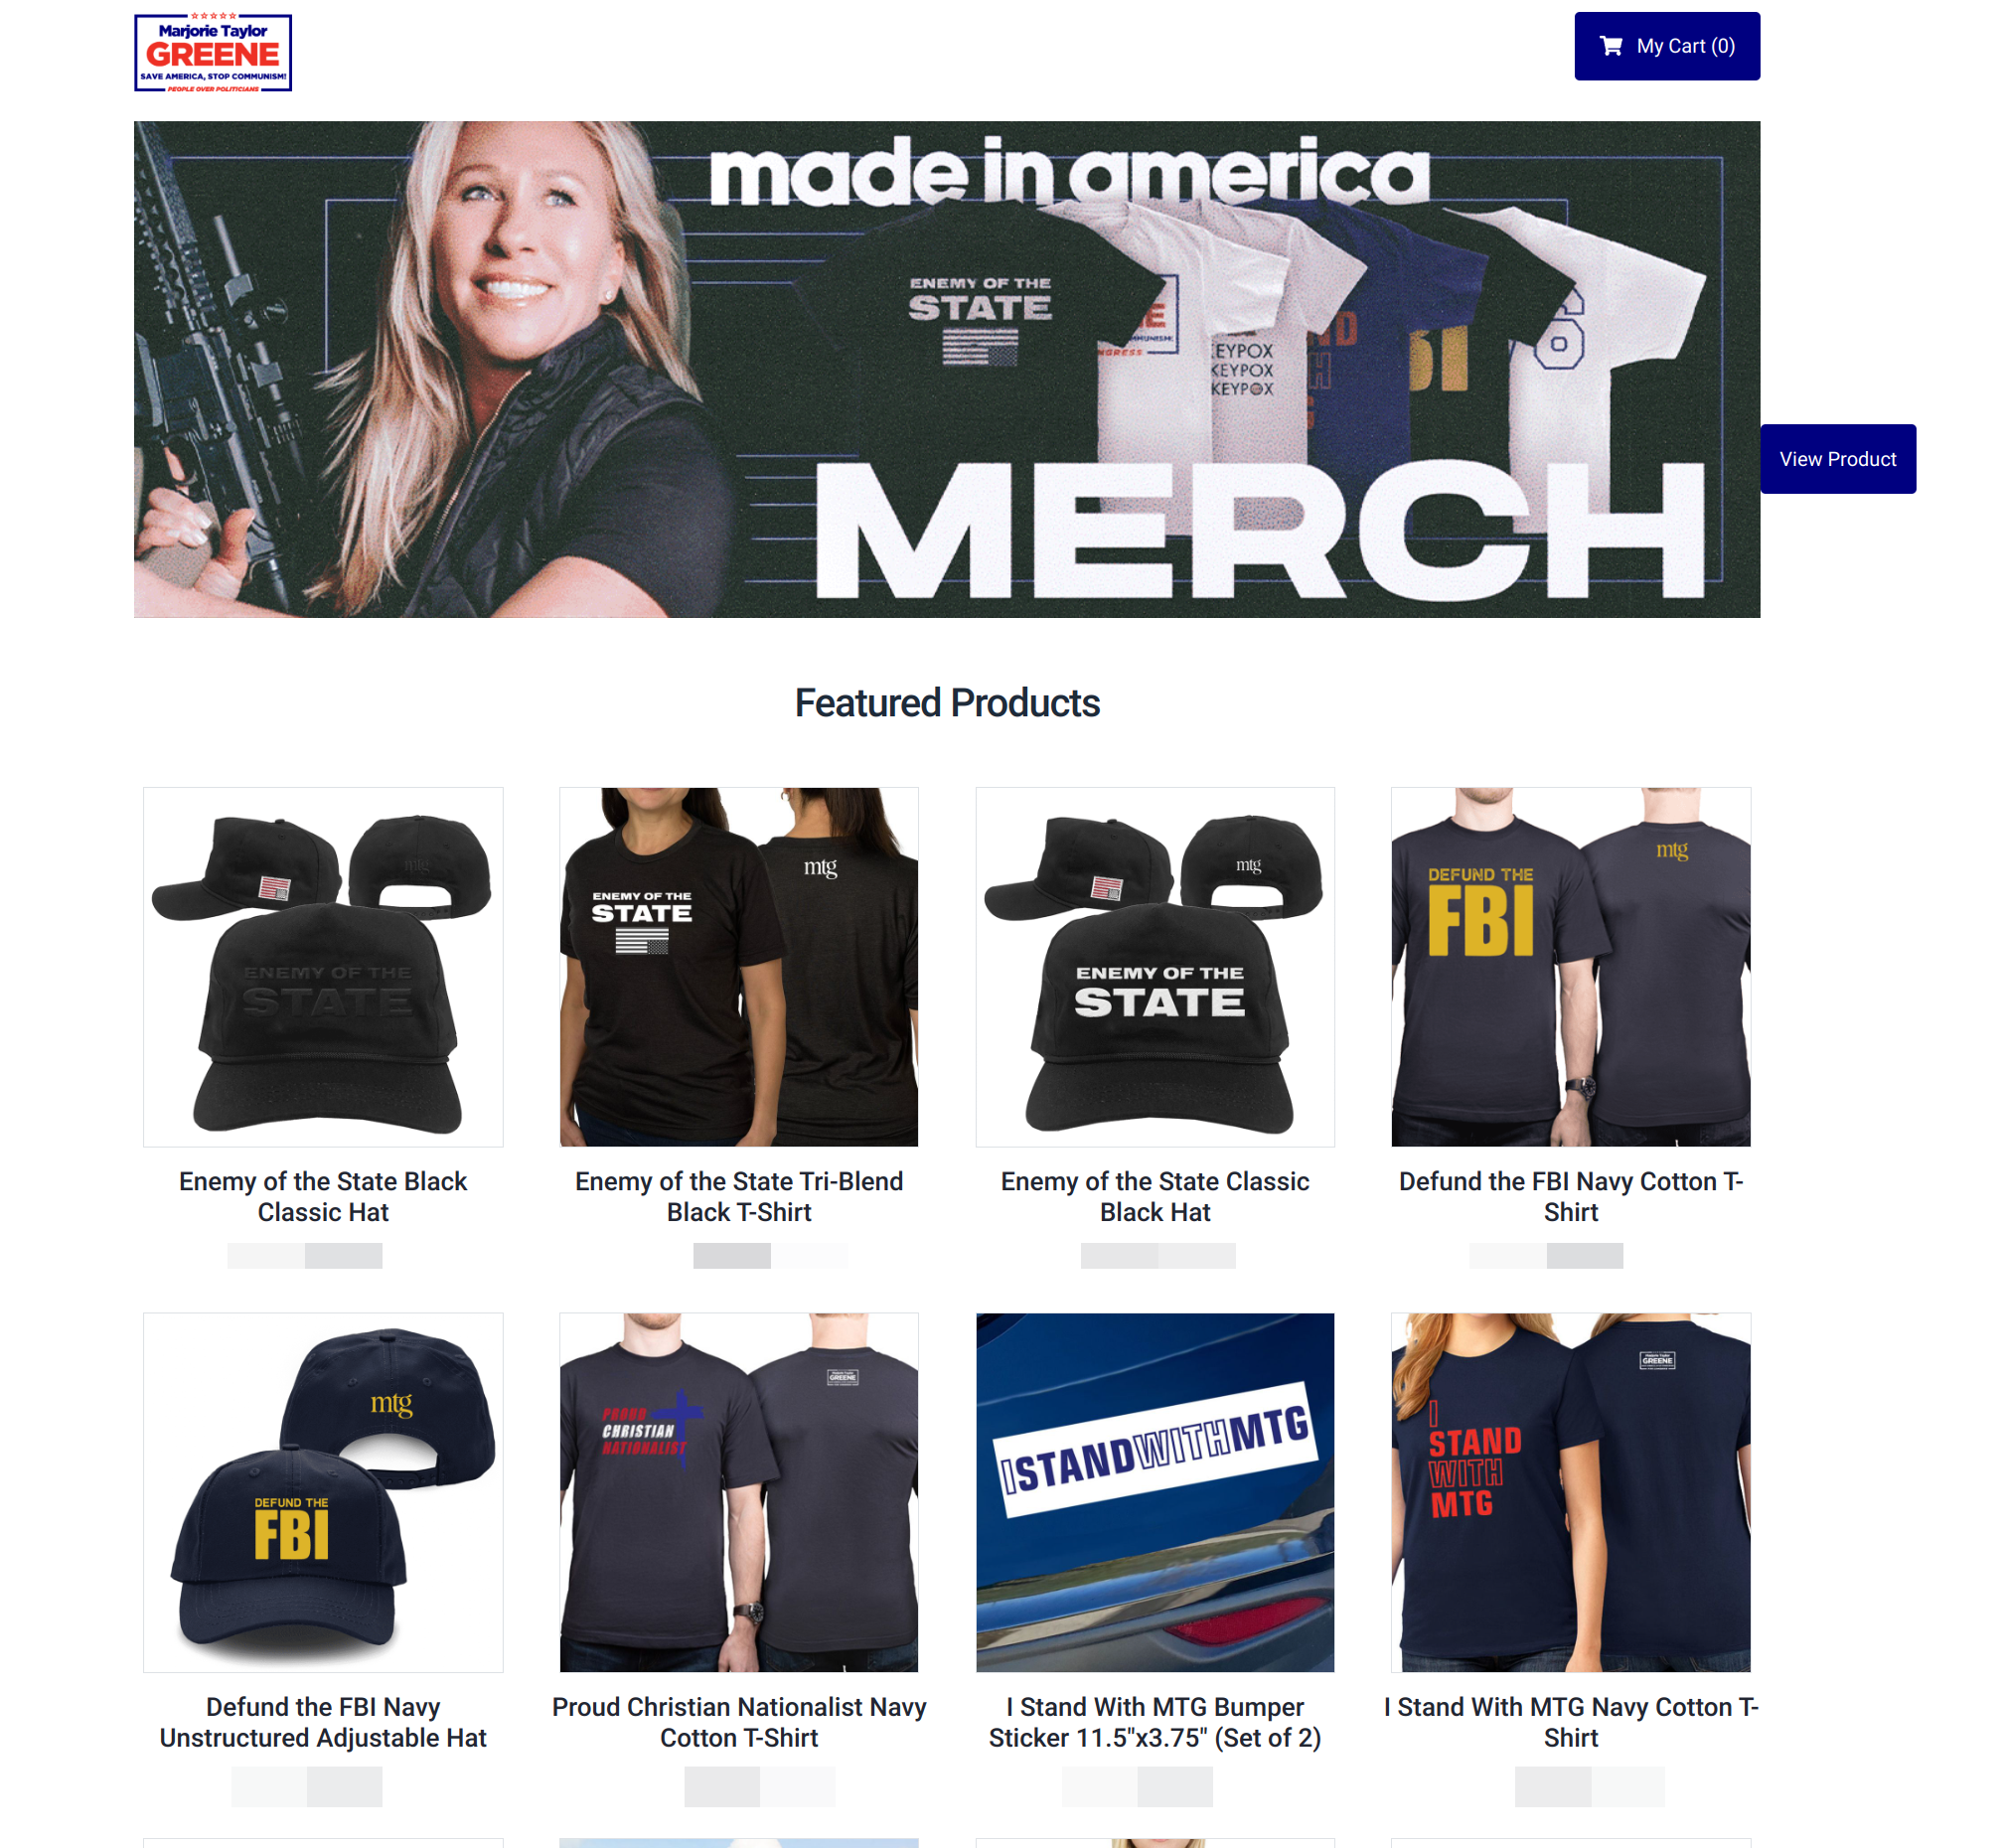 Marjorie Taylor
GREENE
SAVE AMERICA, STOP COMMUNISM!
PEOPLE OVER POLITICIANS
My Cart (0)
made in america
ENEMY OF THE
STATE
MERCH
View Product
Featured Products
mtg
ENEMY OF THE
STATE
Enemy of the State Black
Classic Hat
ENEMY OF THE
STATE
mtg
Enemy of the State Tri-Blend
Black T-Shirt
mtg
ENEMY OF THE
STATE
Enemy of the State Classic
Black Hat
DEFUND THE
FBI
mtg
Defund the FBI Navy Cotton T-
Shirt
mtg
DEFUND THE
FBI
Defund the FBI Navy
Unstructured Adjustable Hat
PROUD
CHRISTIAN
NATIONALIST
GREENE
Proud Christian Nationalist Navy
Cotton T-Shirt
ISTANDWITHMTG
I Stand With MTG Bumper
Sticker 11.5"x3.75" (Set of 2)
I
STAND
WITH
MTG
Marjorie Taylor
GREENE
I Stand With MTG Navy Cotton T-
Shirt